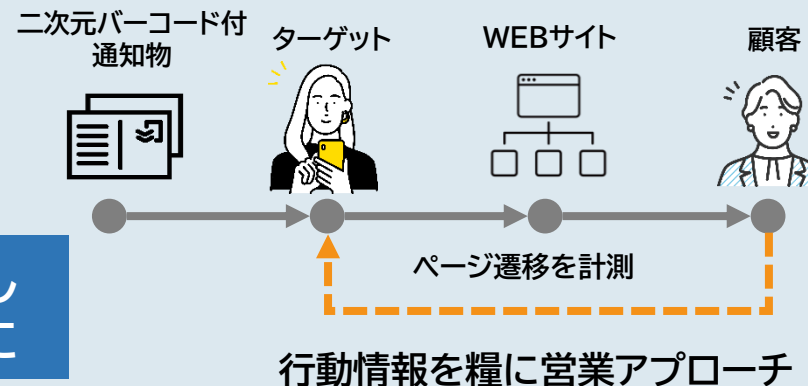 二次元バーコード付
通知物
ターゲット
WEBサイト
顧客
ページ遷移を計測
し
に
行動情報を糧に営業アプローチ